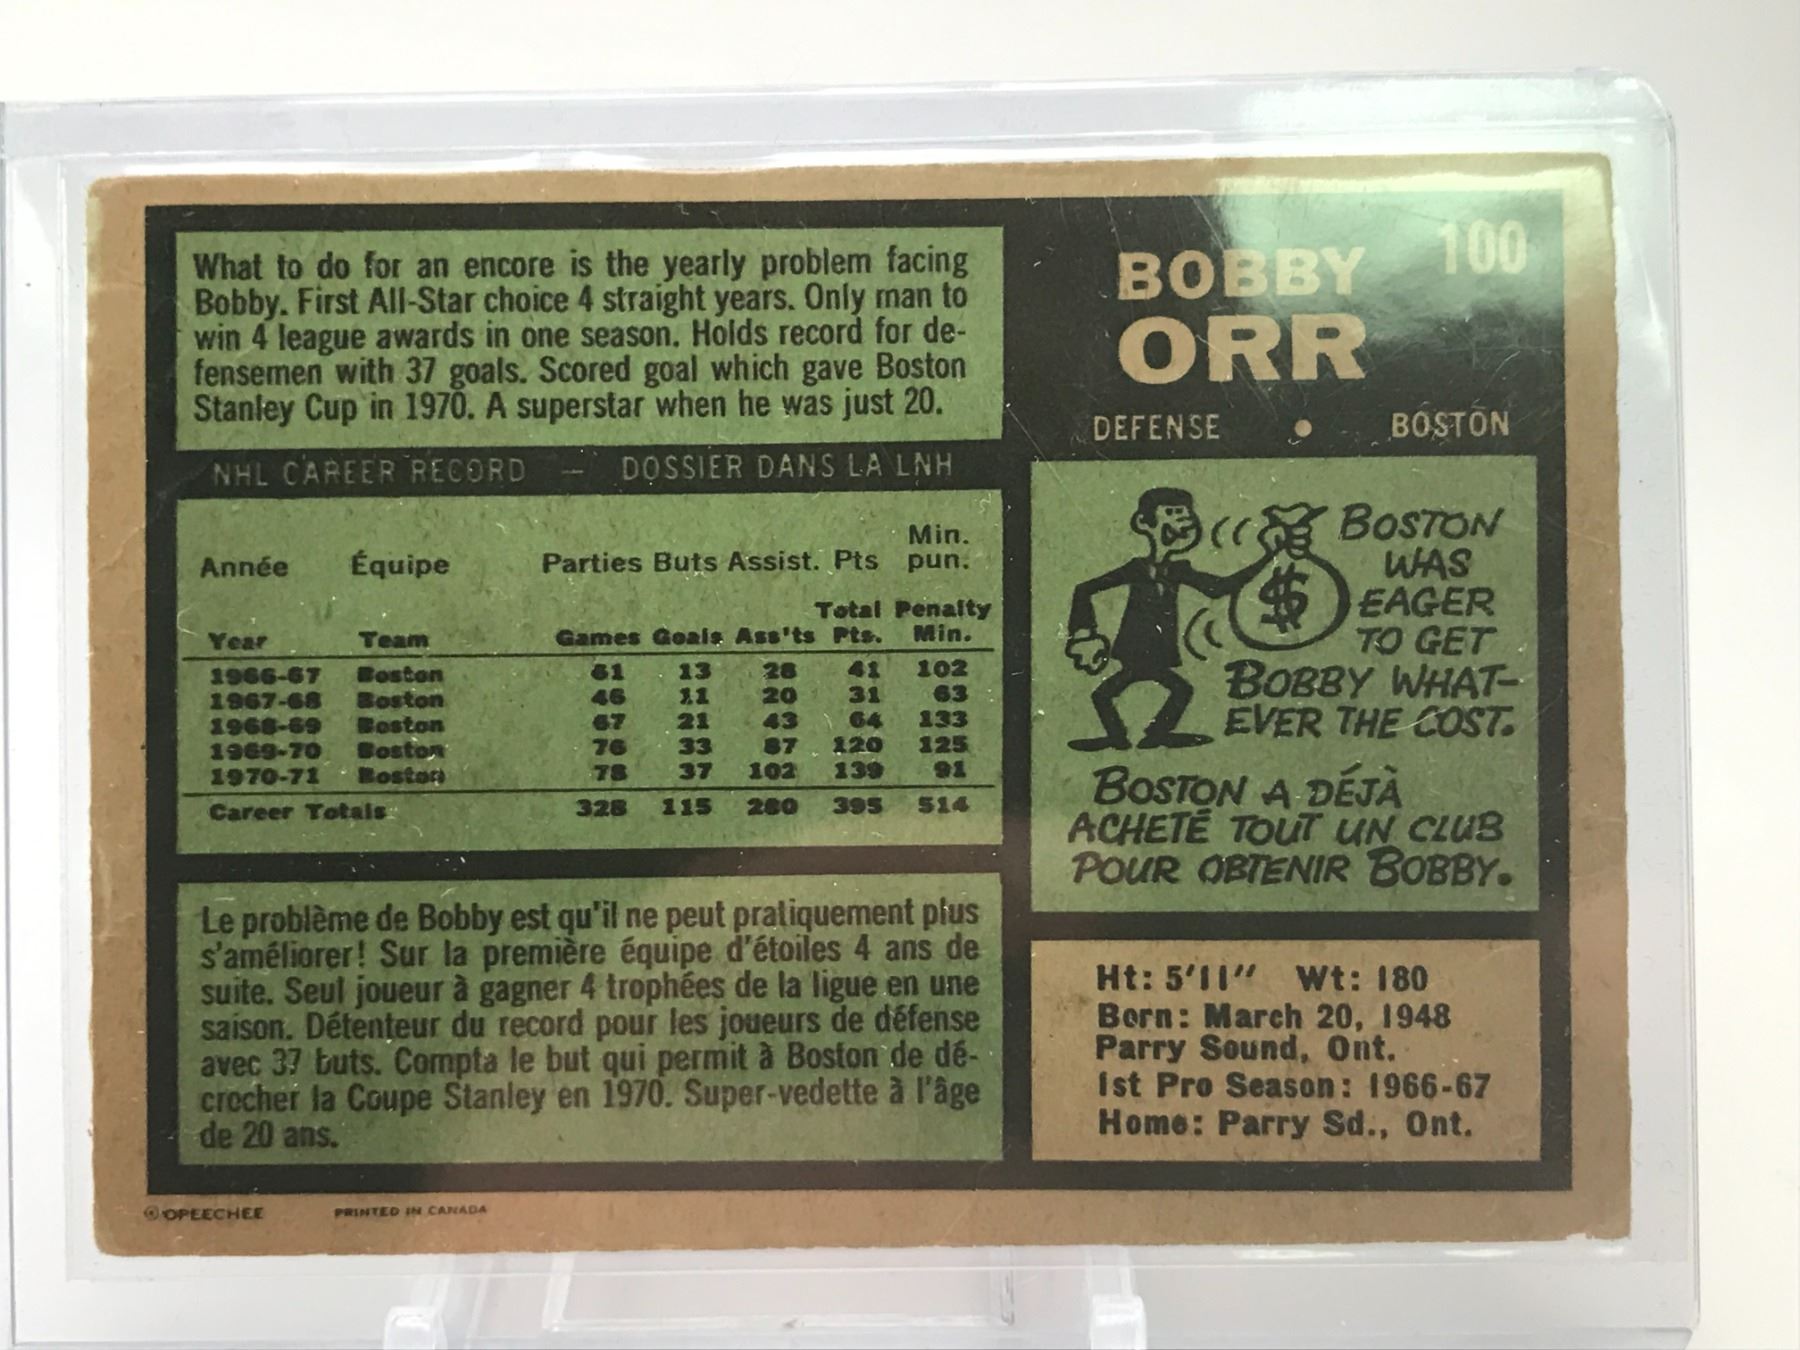 What to do for an encore is the yearly problem facing
Bobby. First All-Star choice 4 straight years. Only man to
win 4 league awards in one season. Holds record for de-
fensemen with 37 goals. Scored goal which gave Boston
Stanley Cup in 1970. A superstar when he was just 20.
NHL CAREER RECORD — DOSSIER DANS LA LNH
Min.
Année Équipe Parties Buts Assist. Pts pun.
Total Penalty
Year Team Games Goals Ass'ts Pts. Min.
1966-67 Boston 61 13 28 41 102
1967-68 Boston 46 11 20 31 63
1968-69 Boston 67 21 43 64 133
1969-70 Boston 76 33 87 120 125
1970-71 Boston 78 37 102 139 91
Career Totals 328 115 280 395 514
Le problème de Bobby est qu'il ne peut pratiquement plus
s'améliorer! Sur la première équipe d'étoiles 4 ans de
suite. Seul joueur à gagner 4 trophées de la ligue en une
saison. Détenteur du record pour les joueurs de défense
avec 37 buts. Compta le but qui permit à Boston de dé-
crocher la Coupe Stanley en 1970. Super-vedette à l'âge
de 20 ans.
100
BOBBY
ORR
DEFENSE • BOSTON
$
BOSTON
WAS
EAGER
TO GET
BOBBY WHAT-
EVER THE COST.
BOSTON A DÉJÀ
ACHETÉ TOUT UN CLUB
POUR OBTENIR BOBBY.
Ht: 5'11" Wt: 180
Born: March 20, 1948
Parry Sound, Ont.
1st Pro Season: 1966-67
Home: Parry Sd., Ont.
© OPEECHEE PRINTED IN CANADA